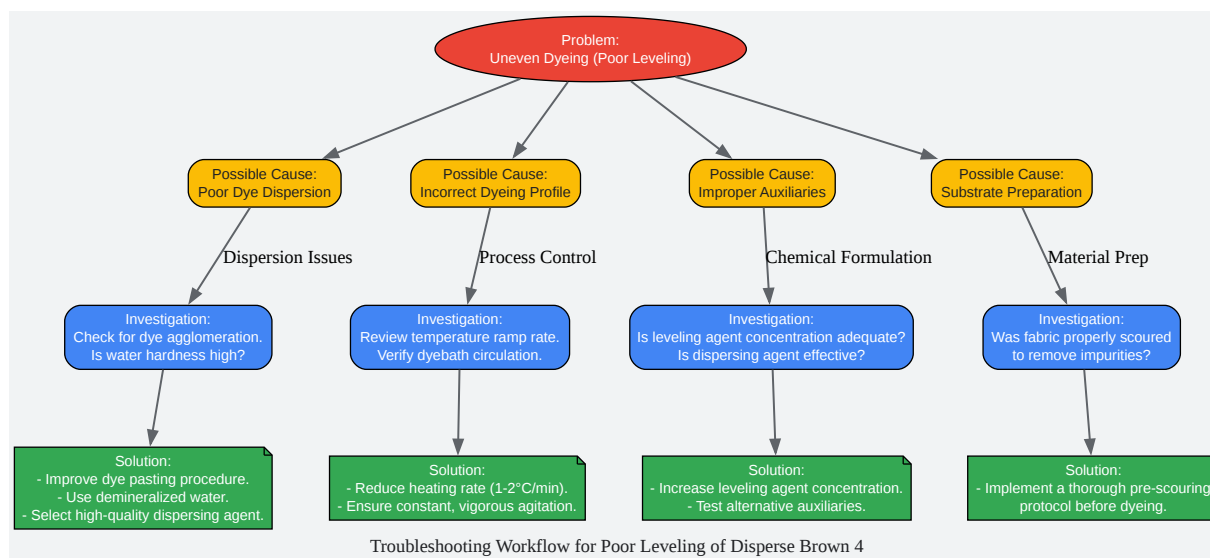 Problem:
Uneven Dyeing (Poor Leveling)
Possible Cause:
Poor Dye Dispersion
Possible Cause:
Incorrect Dyeing Profile
Possible Cause:
Improper Auxiliaries
Possible Cause:
Substrate Preparation
Dispersion Issues
Process Control
Chemical Formulation
Material Prep
Investigation:
Check for dye agglomeration.
Is water hardness high?
Investigation:
Review temperature ramp rate.
Verify dyebath circulation.
Investigation:
Is leveling agent concentration adequate?
Is dispersing agent effective?
Investigation:
Was fabric properly scoured
to remove impurities?
Solution:
- Improve dye pasting procedure.
- Use demineralized water.
- Select high-quality dispersing agent.
Solution:
- Reduce heating rate (1-2°C/min).
- Ensure constant, vigorous agitation.
Solution:
- Increase leveling agent concentration.
- Test alternative auxiliaries.
Solution:
- Implement a thorough pre-scouring
protocol before dyeing.
Troubleshooting Workflow for Poor Leveling of Disperse Brown 4